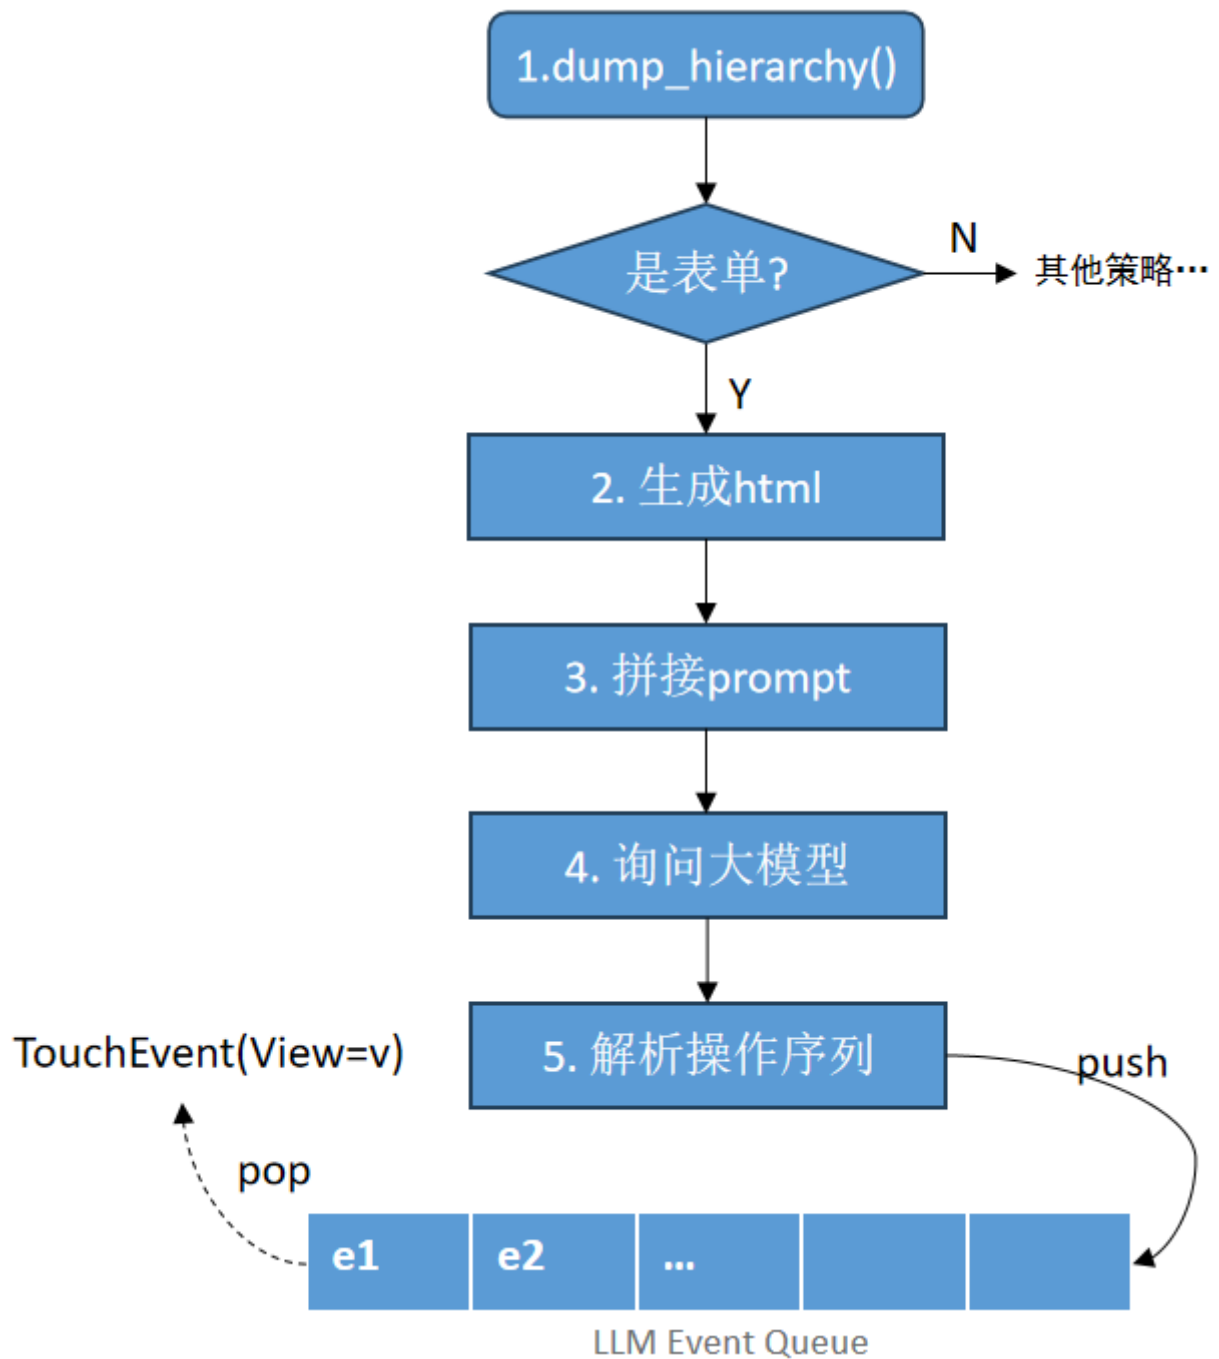 1.dump_hierarchy()
是表单?
N
其他策略…
Y
2. 生成html
3. 拼接prompt
4. 询问大模型
5. 解析操作序列
TouchEvent(View=v)
push
pop
e1
e2
...
LLM Event Queue